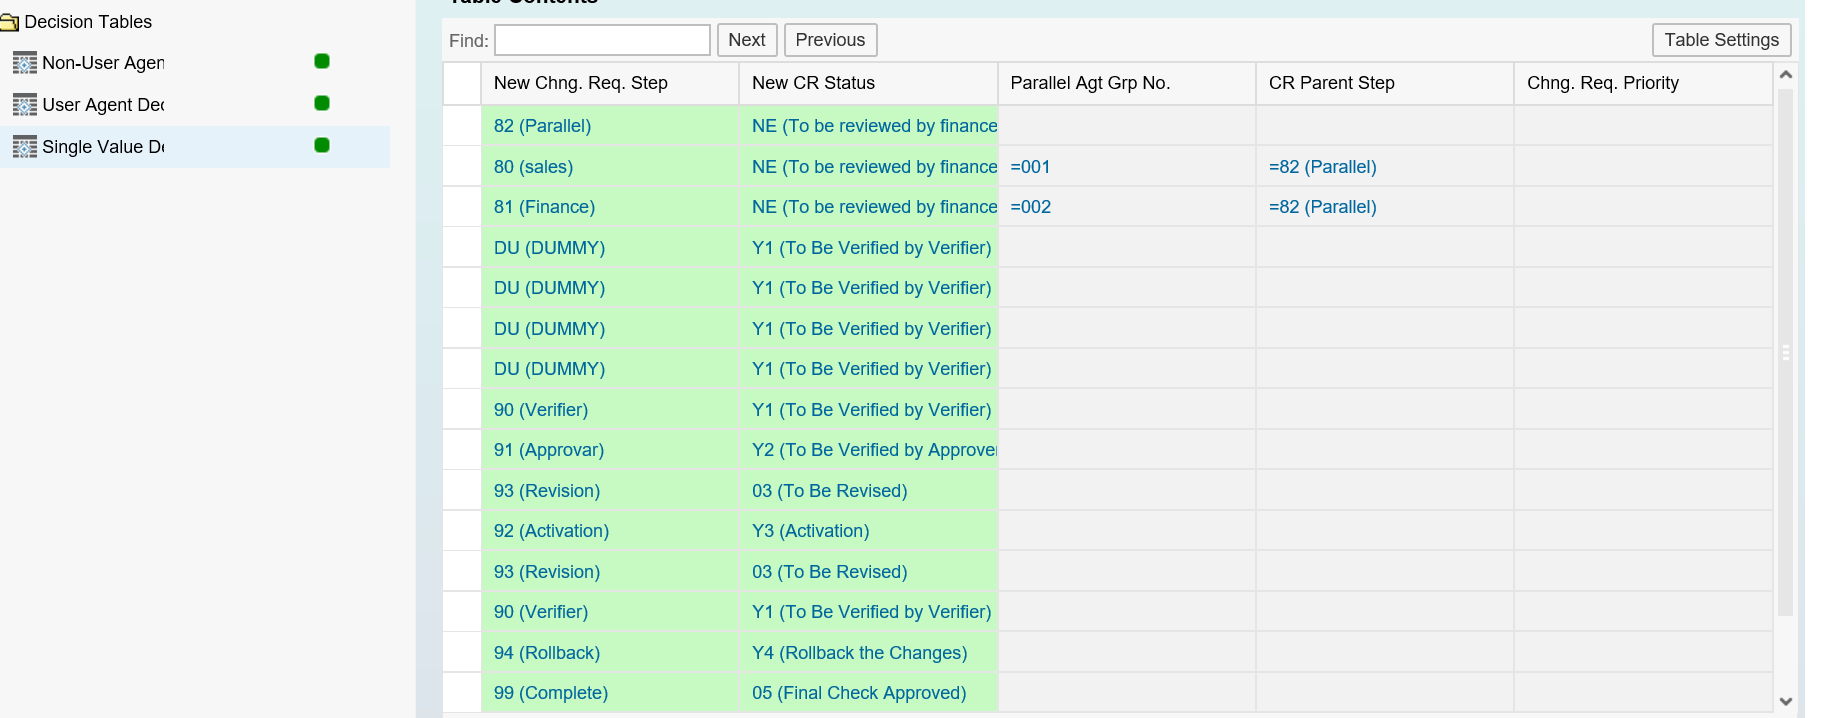 Decision Tables
Non-User Agen
User Agent Dec
Single Value De
Table Contents
Find: Next Previous Table Settings
New Chng. Req. Step New CR Status Parallel Agt Grp No. CR Parent Step Chng. Req. Priority
82 (Parallel) NE (To be reviewed by finance
80 (sales) NE (To be reviewed by finance =001 =82 (Parallel)
81 (Finance) NE (To be reviewed by finance =002 =82 (Parallel)
DU (DUMMY) Y1 (To Be Verified by Verifier)
DU (DUMMY) Y1 (To Be Verified by Verifier)
DU (DUMMY) Y1 (To Be Verified by Verifier)
DU (DUMMY) Y1 (To Be Verified by Verifier)
90 (Verifier) Y1 (To Be Verified by Verifier)
91 (Approvar) Y2 (To Be Verified by Approver
93 (Revision) 03 (To Be Revised)
92 (Activation) Y3 (Activation)
93 (Revision) 03 (To Be Revised)
90 (Verifier) Y1 (To Be Verified by Verifier)
94 (Rollback) Y4 (Rollback the Changes)
99 (Complete) 05 (Final Check Approved)